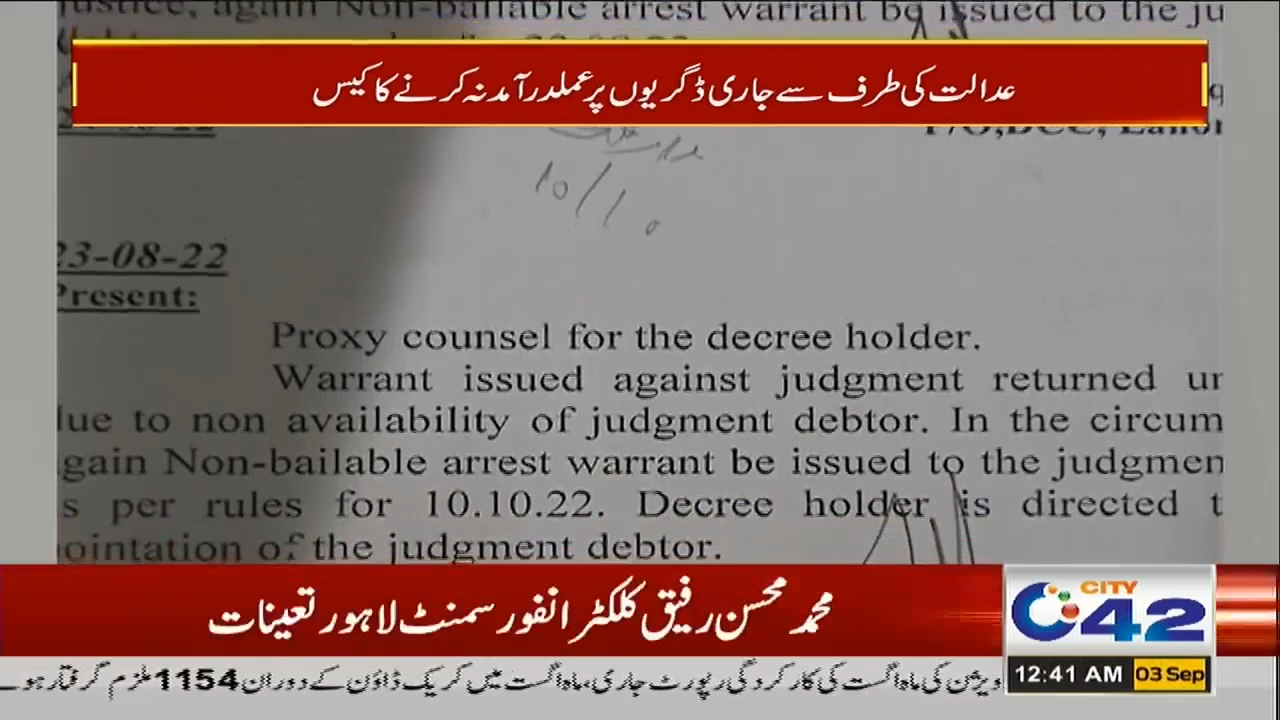 justice, again Non-bailable arrest warrant be issued to the ju
عدالت کی طرف سے جاری ڈگریوں پر عملدرآمد نہ کرنے کا کیس
P/O,DCC, Lahor
10/10
23-08-22
Present:
Proxy counsel for the decree holder.
Warrant issued against judgment returned un
due to non availability of judgment debtor. In the circum
again Non-bailable arrest warrant be issued to the judgmen
as per rules for 10.10.22. Decree holder is directed t
pointation of the judgment debtor.
محمد محسن رفیق کلکٹر انفورسمنٹ لاہور تعینات
CITY
42
ویژن کی ماہ اگست کی کارکردگی رپورٹ جاری، ماہ اگست میں کریک ڈاؤن کے دوران 1154 ملزم گرفتار ہوئے
12:41 AM 03 Sep